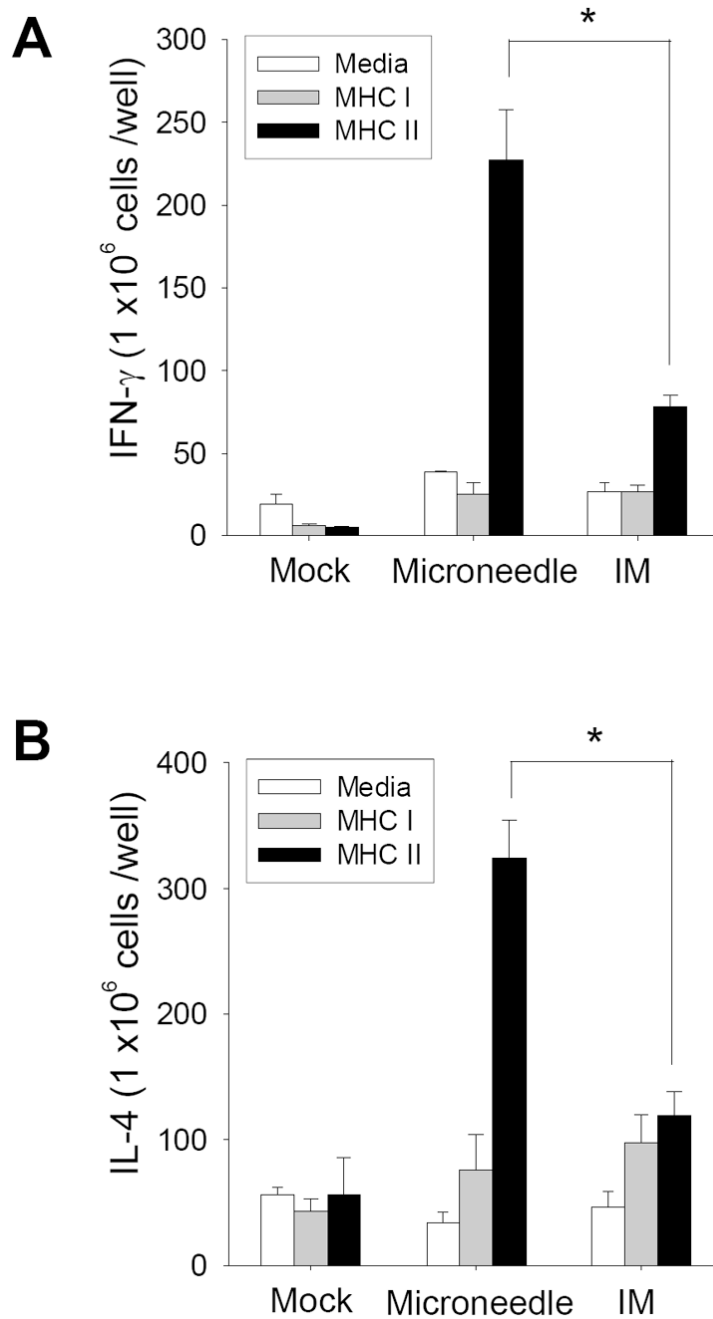 A
*
300
250
200
150
100
50
0
IFN-γ (1 x10⁶ cells /well)
Media
MHC I
MHC II
Mock Microneedle IM
B
*
400
300
200
100
0
IL-4 (1 x10⁶ cells /well)
Media
MHC I
MHC II
Mock Microneedle IM